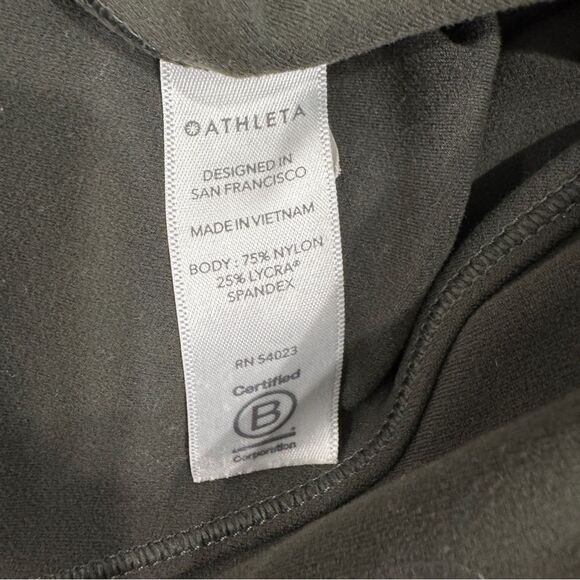 ATHLETA
DESIGNED IN
SAN FRANCISCO
MADE IN VIETNAM
BODY : 75% NYLON
25% LYCRA®
SPANDEX
RN 54023
Certified
B
Corporation